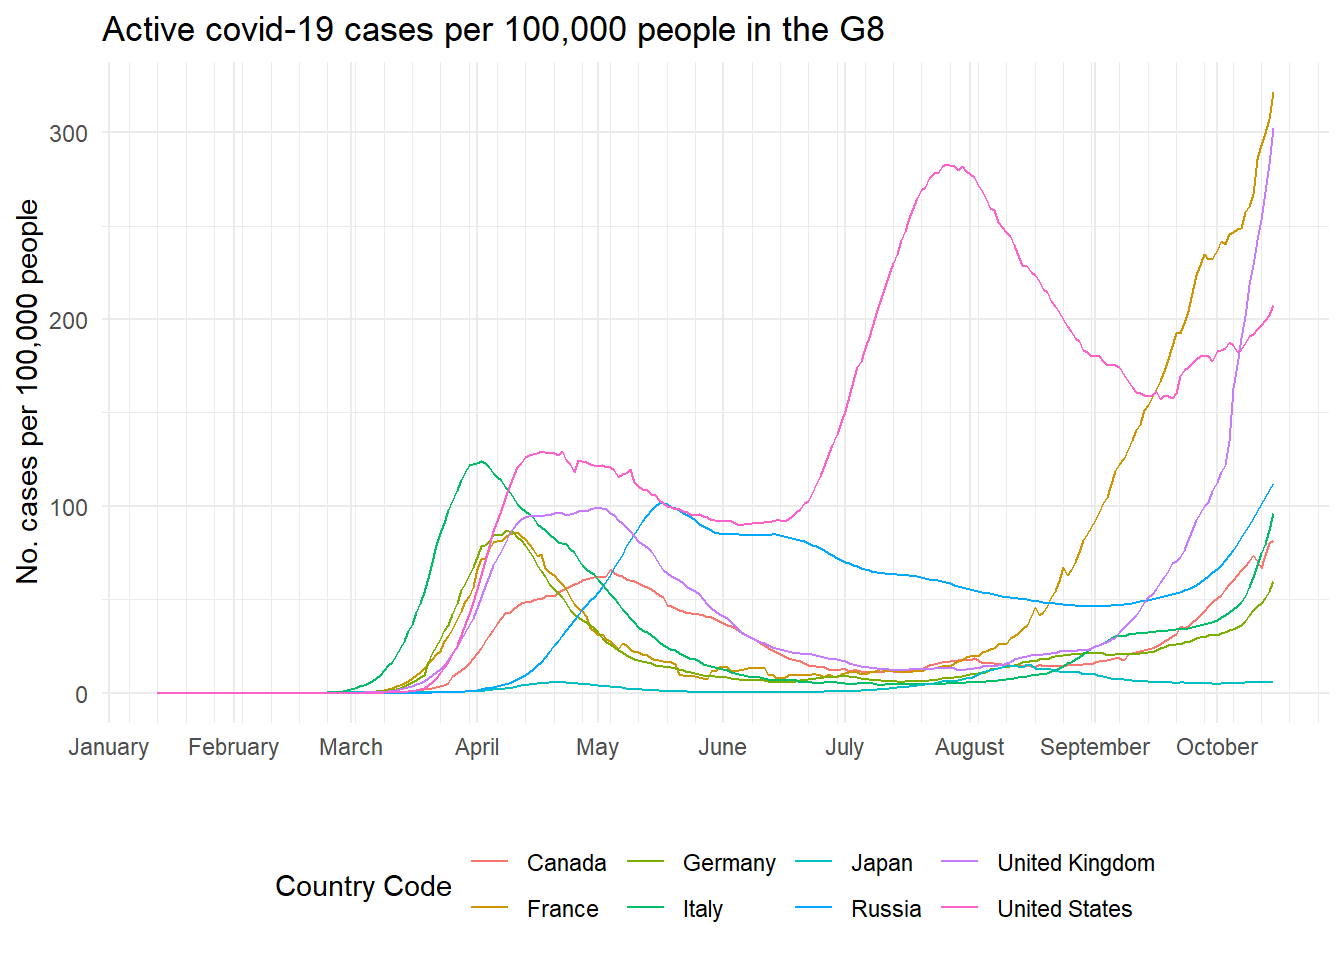 Active covid-19 cases per 100,000 people in the G8
No. cases per 100,000 people
300
200
100
0
January February March April May June July August September October
Country Code
Canada Germany Japan United Kingdom
France Italy Russia United States